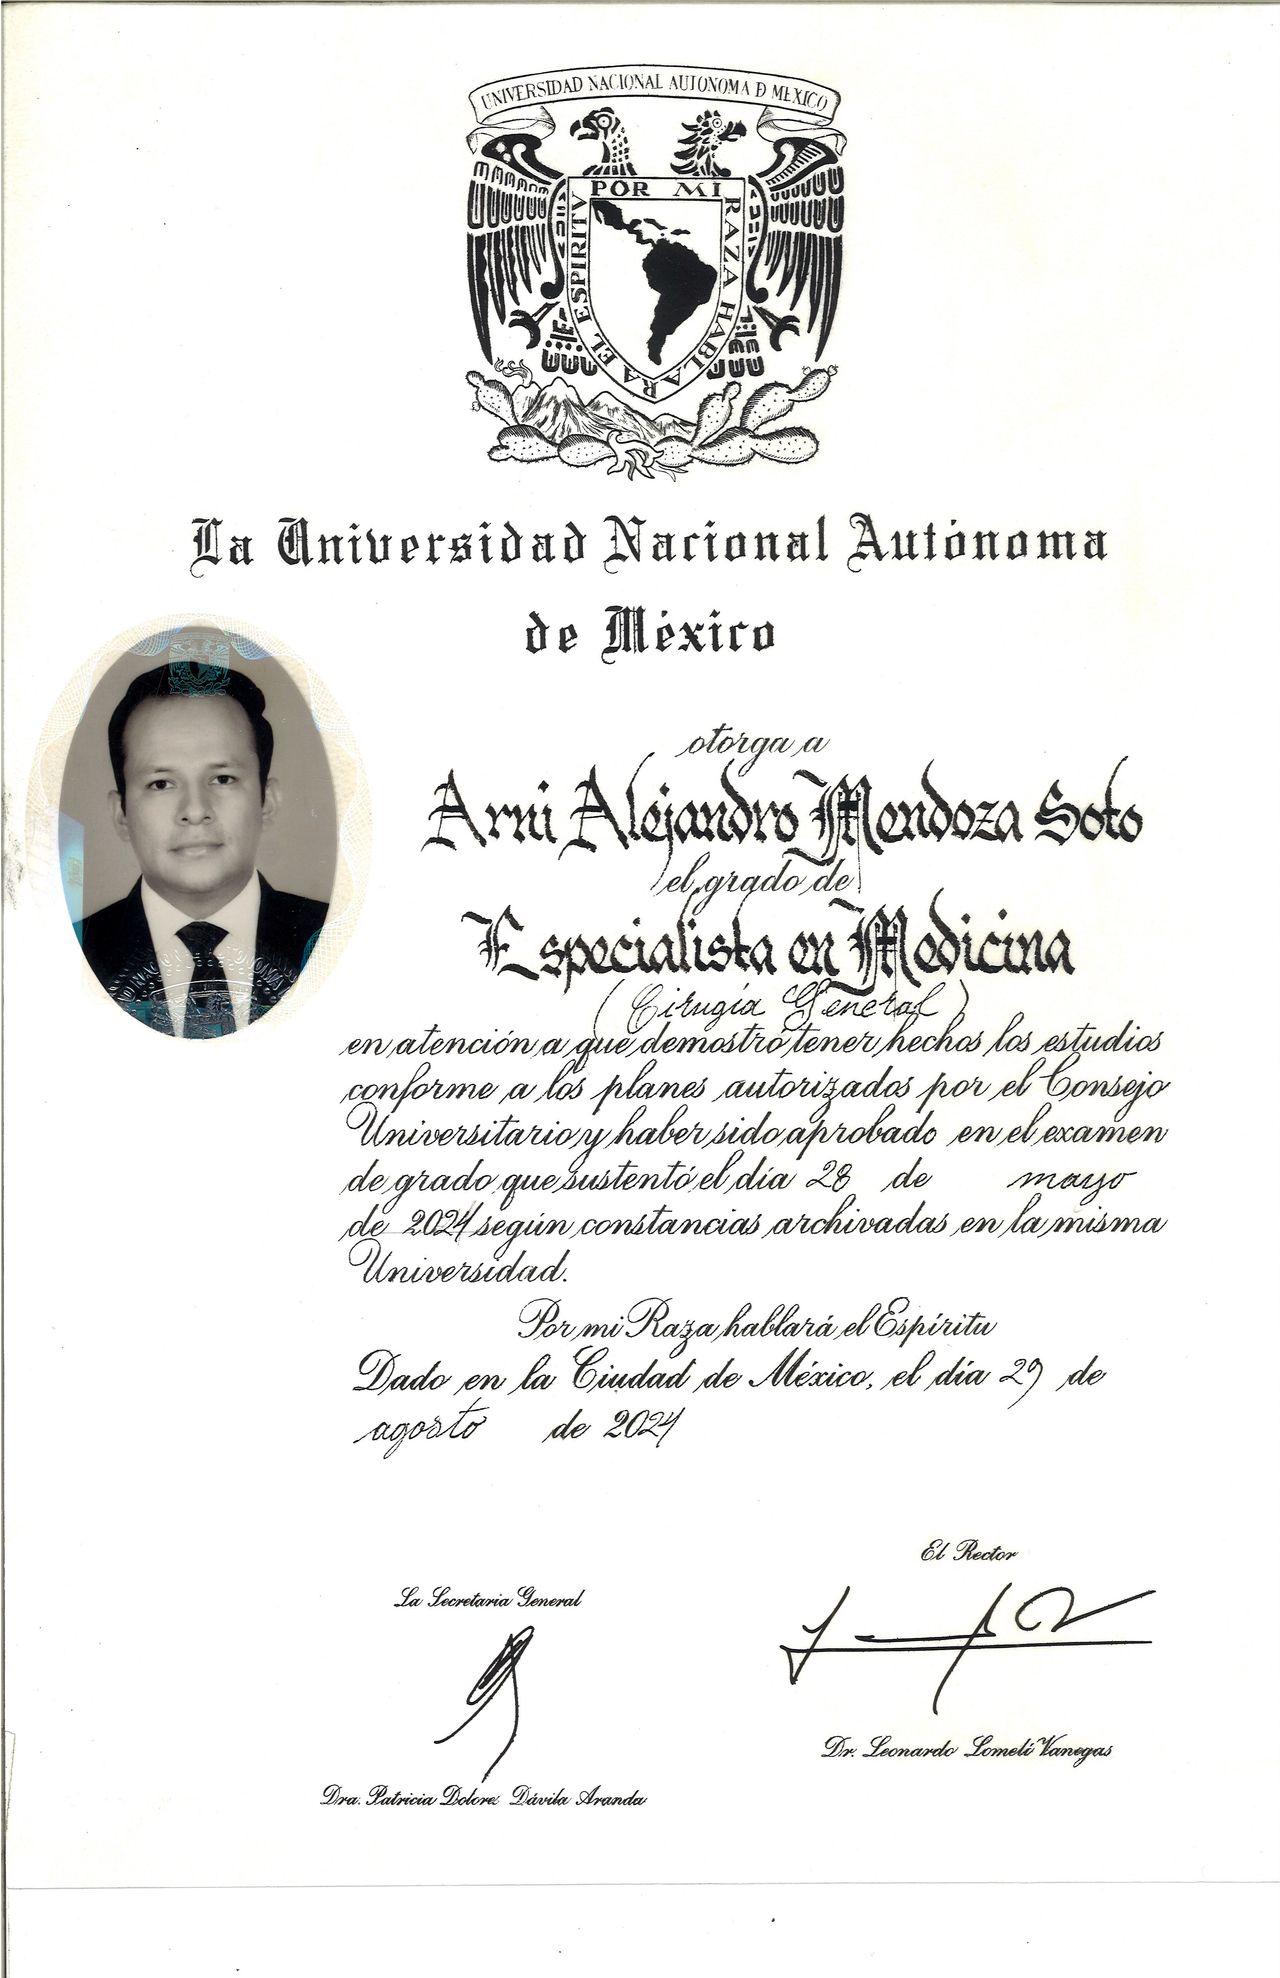 UNIVERSIDAD NACIONAL AUTONOMA D MEXICO
POR MI RAZA HABLARA EL ESPIRITV
La Universidad Nacional Autónoma
de México
otorga a
Arni Alejandro Mendoza Soto
el grado de
Especialista en Medicina
(Cirugía General)
en atención a que demostró tener hechos los estudios
conforme a los planes autorizados por el Consejo
Universitario y haber sido aprobado en el examen
de grado que sustentó el día 28 de mayo
de 2024 según constancias archivadas en la misma
Universidad.
Por mi Raza hablará el Espíritu
Dado en la Ciudad de México, el día 29 de
agosto de 2024
El Rector
La Secretaria General
Dr. Leonardo Lomelí Vanegas
Dra. Patricia Dolores Dávila Aranda